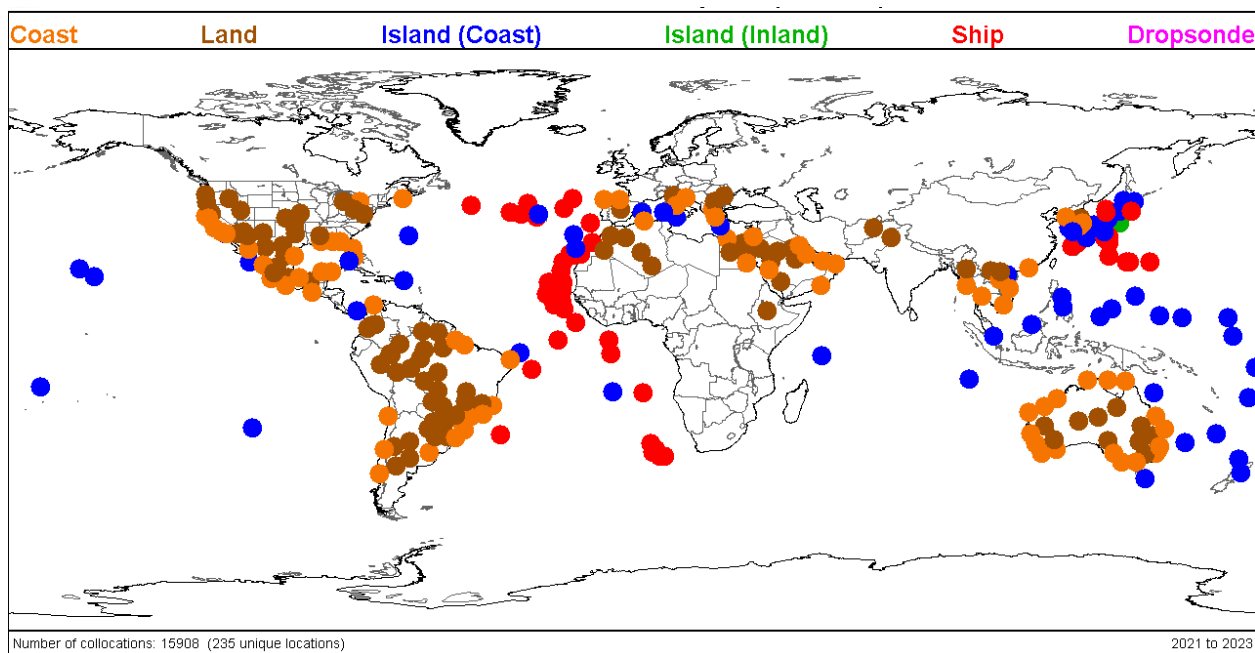 Coast Land Island (Coast) Island (Inland) Ship Dropsonde
Number of collocations: 15908 (235 unique locations) 2021 to 2023